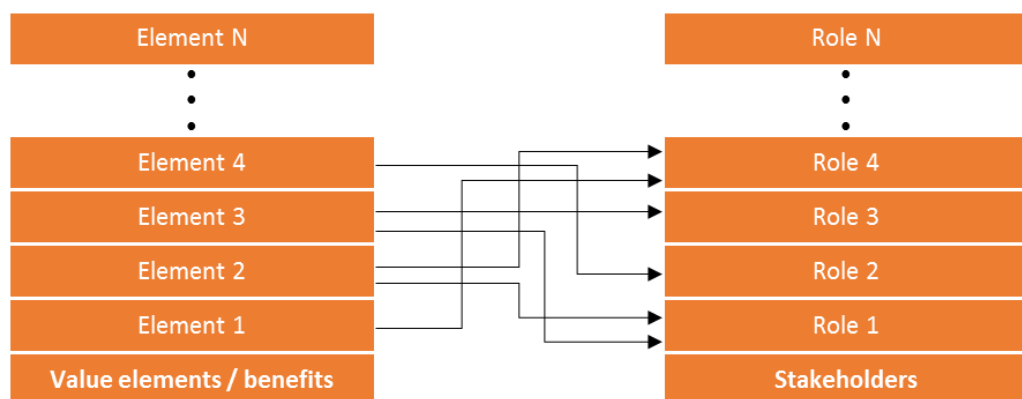 Element N
Role N
Element 4
Role 4
Element 3
Role 3
Element 2
Role 2
Element 1
Role 1
Value elements / benefits
Stakeholders